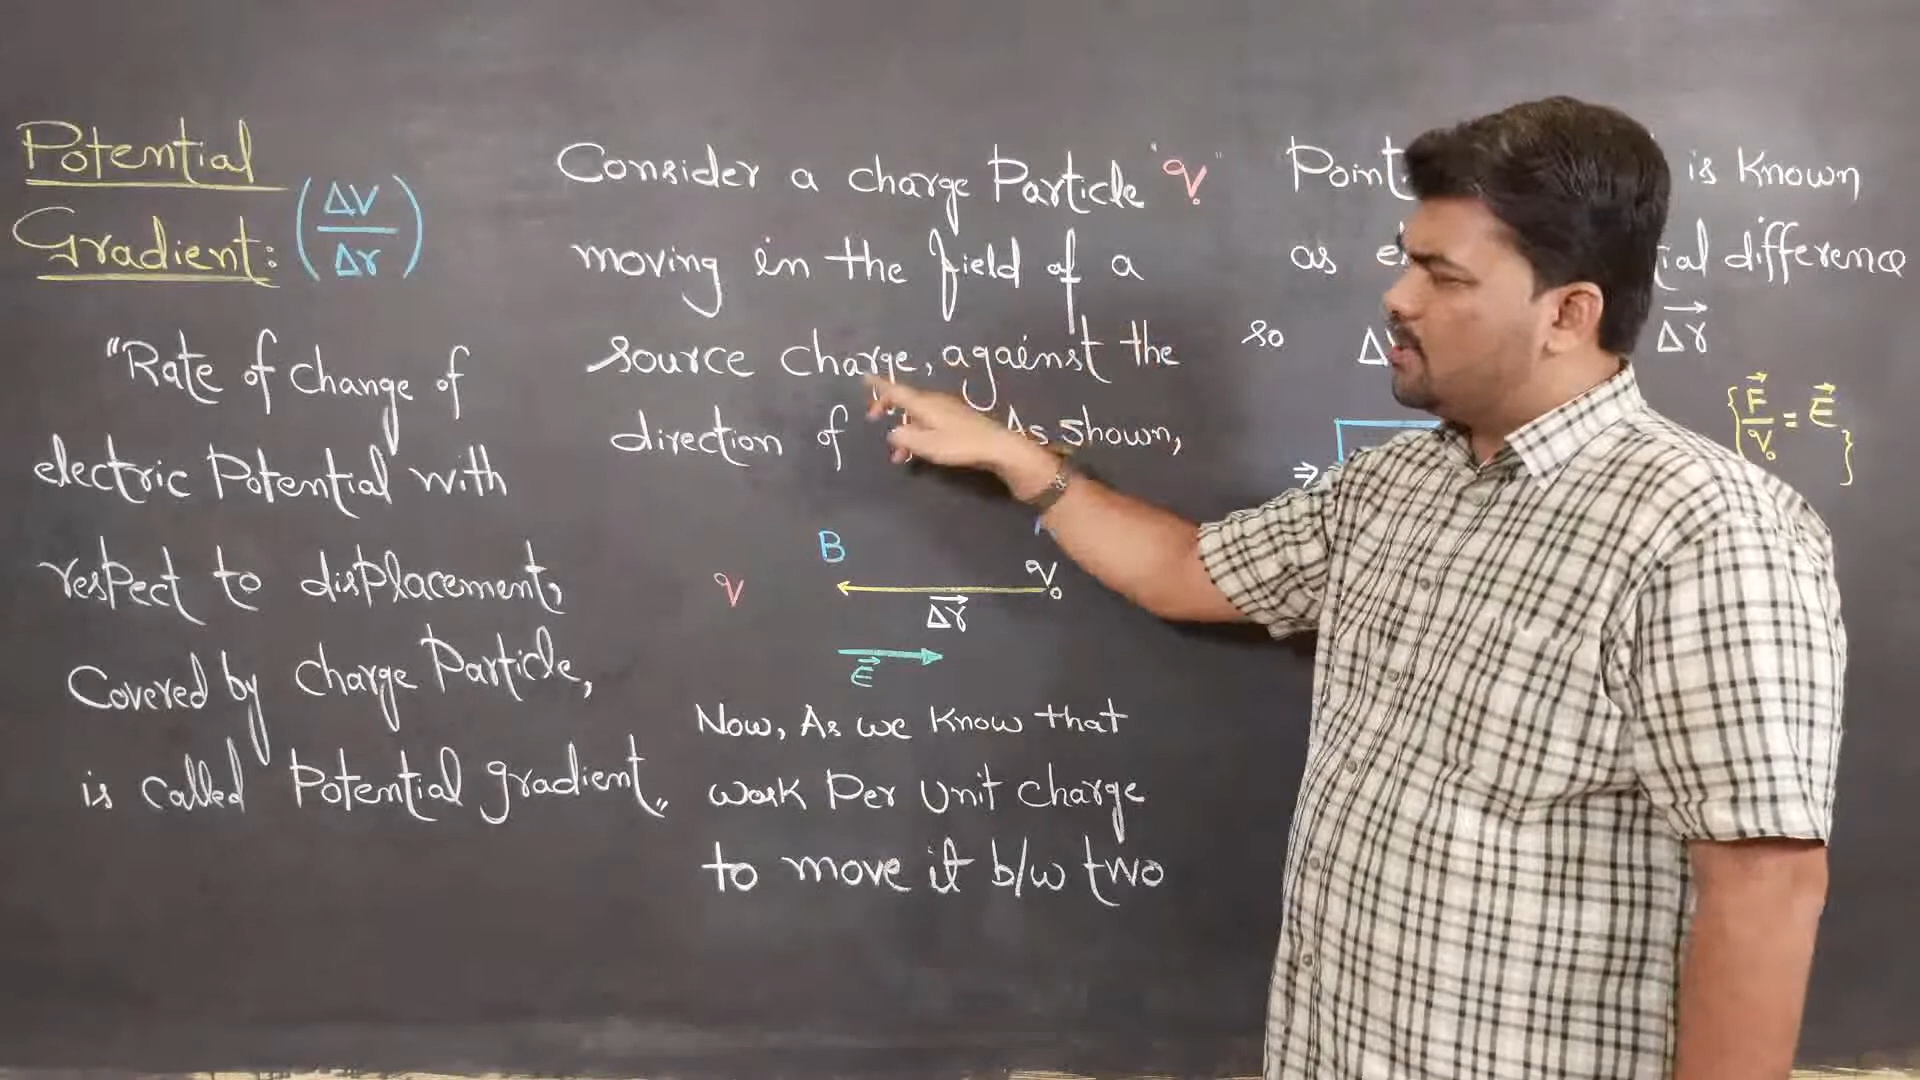 Potential
Gradient: (ΔV/Δr)
"Rate of change of
electric Potential with
respect to displacement,
Covered by charge Particle,
is called Potential gradient"
Consider a charge Particle "q₀"
moving in the field of a
source charge, against the
direction of As shown,
B
q
q₀
Δr⃗
E⃗
Now, As we know that
work Per Unit charge
to move it b/w two
Point is known
as difference
so Δ Δr⃗
{F⃗/q₀ = E⃗}
⇒